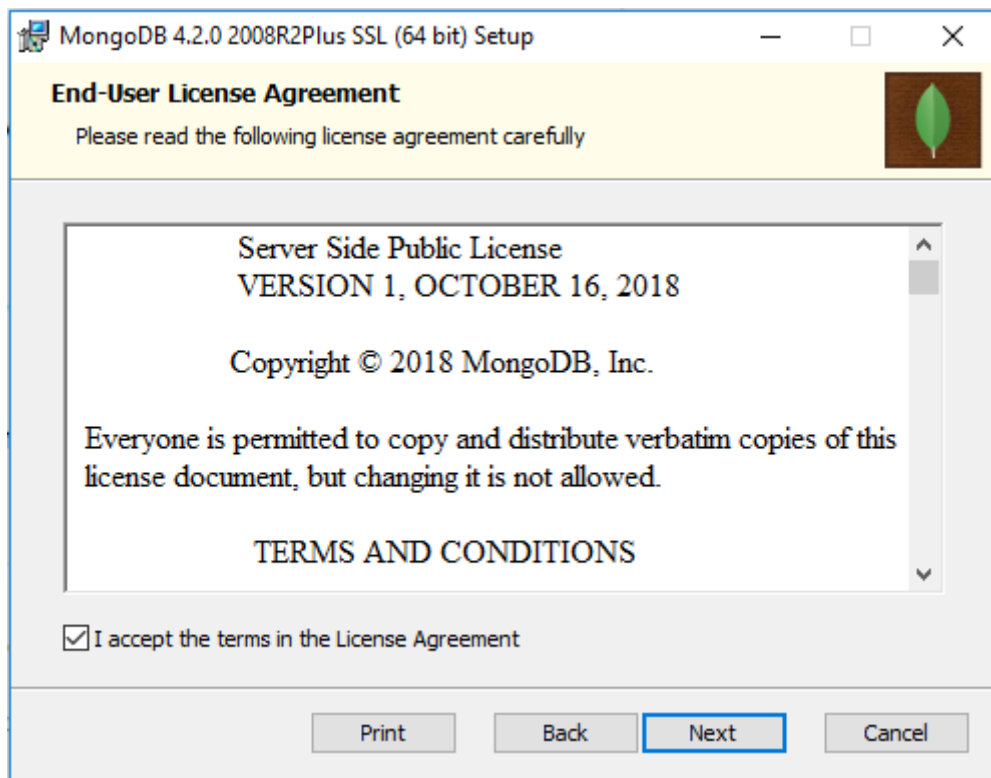 MongoDB 4.2.0 2008R2Plus SSL (64 bit) Setup
End-User License Agreement
Please read the following license agreement carefully
Server Side Public License
VERSION 1, OCTOBER 16, 2018
Copyright © 2018 MongoDB, Inc.
Everyone is permitted to copy and distribute verbatim copies of this
license document, but changing it is not allowed.
TERMS AND CONDITIONS
I accept the terms in the License Agreement
Print Back Next Cancel